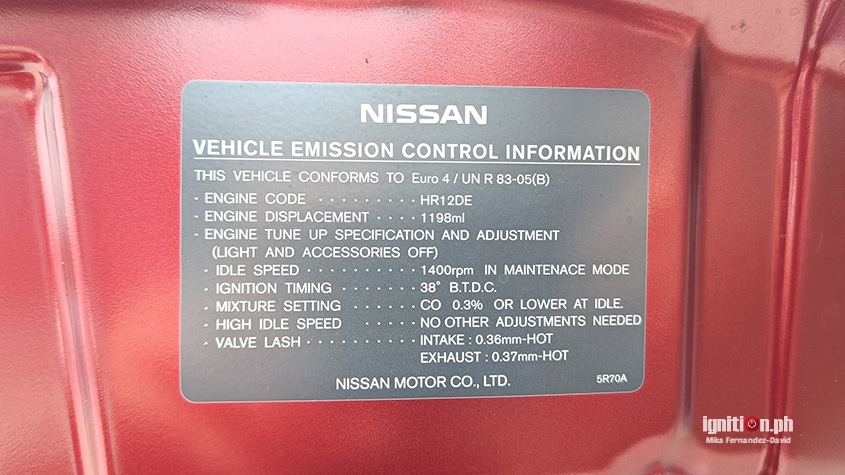 NISSAN
VEHICLE EMISSION CONTROL INFORMATION
THIS VEHICLE CONFORMS TO Euro 4 / UN R 83-05(B)
- ENGINE CODE · · · · · · · · · HR12DE
- ENGINE DISPLACEMENT · · · · 1198ml
- ENGINE TUNE UP SPECIFICATION AND ADJUSTMENT
(LIGHT AND ACCESSORIES OFF)
- IDLE SPEED · · · · · · · · · · 1400rpm IN MAINTENACE MODE
- IGNITION TIMING · · · · · · · 38° B.T.D.C.
- MIXTURE SETTING · · · · · · CO 0.3% OR LOWER AT IDLE.
- HIGH IDLE SPEED · · · · · · NO OTHER ADJUSTMENTS NEEDED
- VALVE LASH · · · · · · · · · · INTAKE : 0.36mm-HOT
EXHAUST : 0.37mm-HOT
NISSAN MOTOR CO., LTD. 5R70A
ignition.ph
Mika Fernandez-David